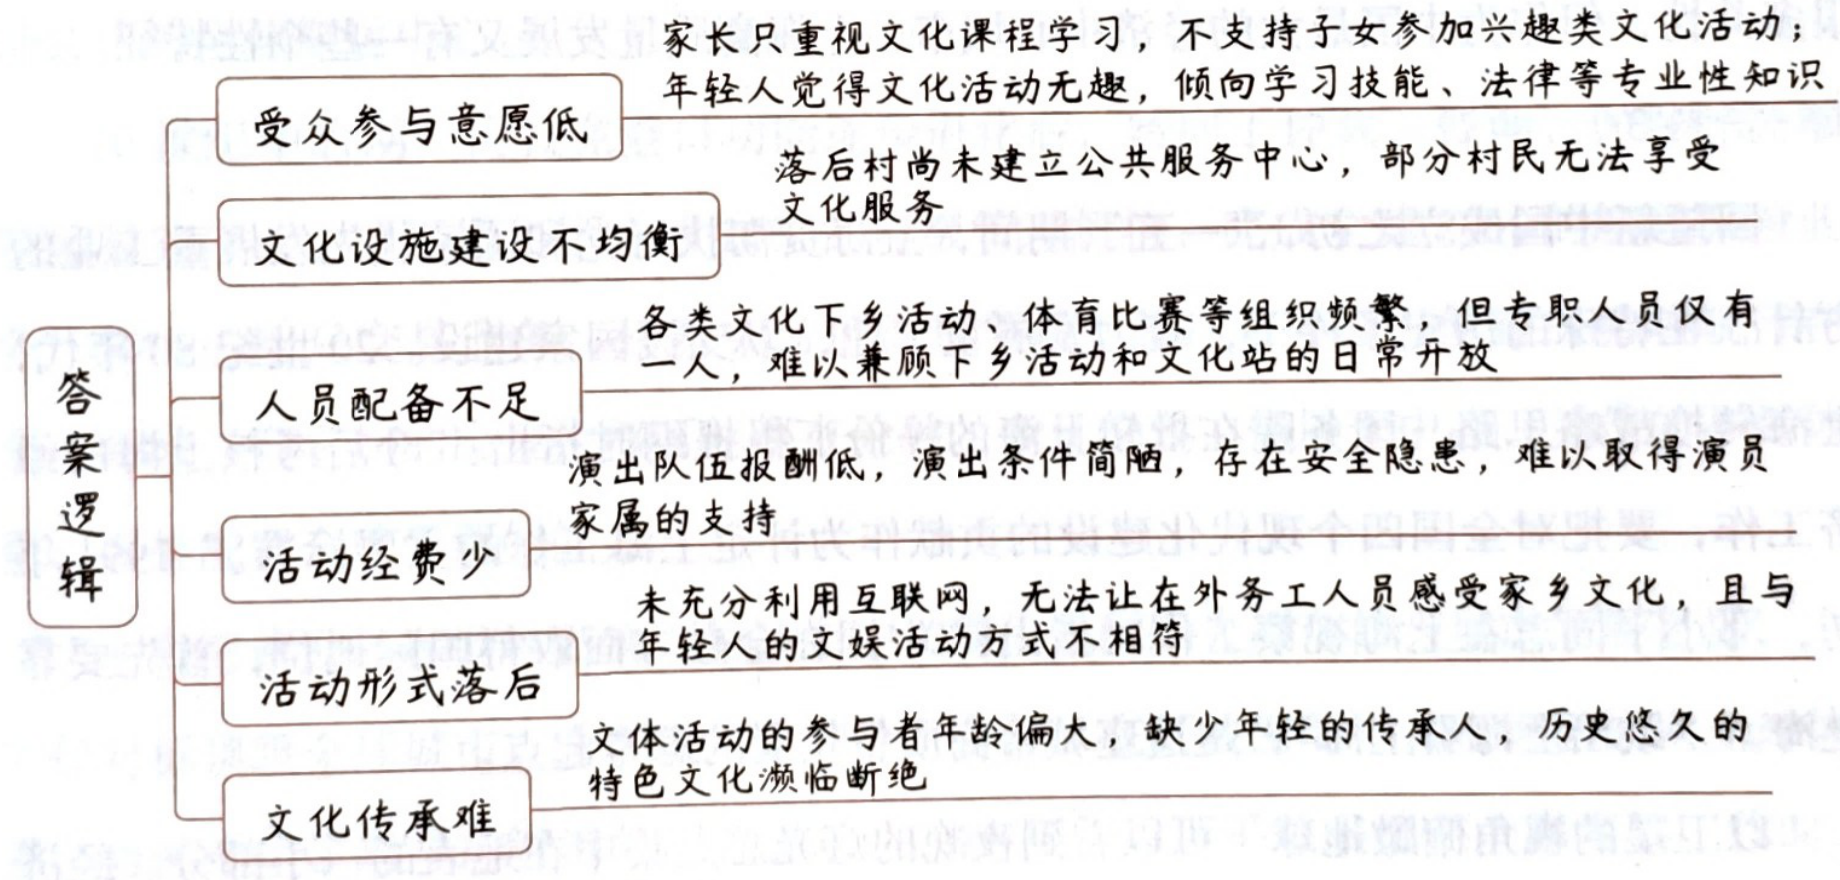 家长只重视文化课程学习，不支持子女参加兴趣类文化活动；
年轻人觉得文化活动无趣，倾向学习技能、法律等专业性知识
受众参与意愿低
落后村尚未建立公共服务中心，部分村民无法享受
文化服务
文化设施建设不均衡
各类文化下乡活动、体育比赛等组织频繁，但专职人员仅有
一人，难以兼顾下乡活动和文化站的日常开放
人员配备不足
答案逻辑
演出队伍报酬低，演出条件简陋，存在安全隐患，难以取得演员
家属的支持
活动经费少
未充分利用互联网，无法让在外务工人员感受家乡文化，且与
年轻人的文娱活动方式不相符
活动形式落后
文体活动的参与者年龄偏大，缺少年轻的传承人，历史悠久的
特色文化濒临断绝
文化传承难